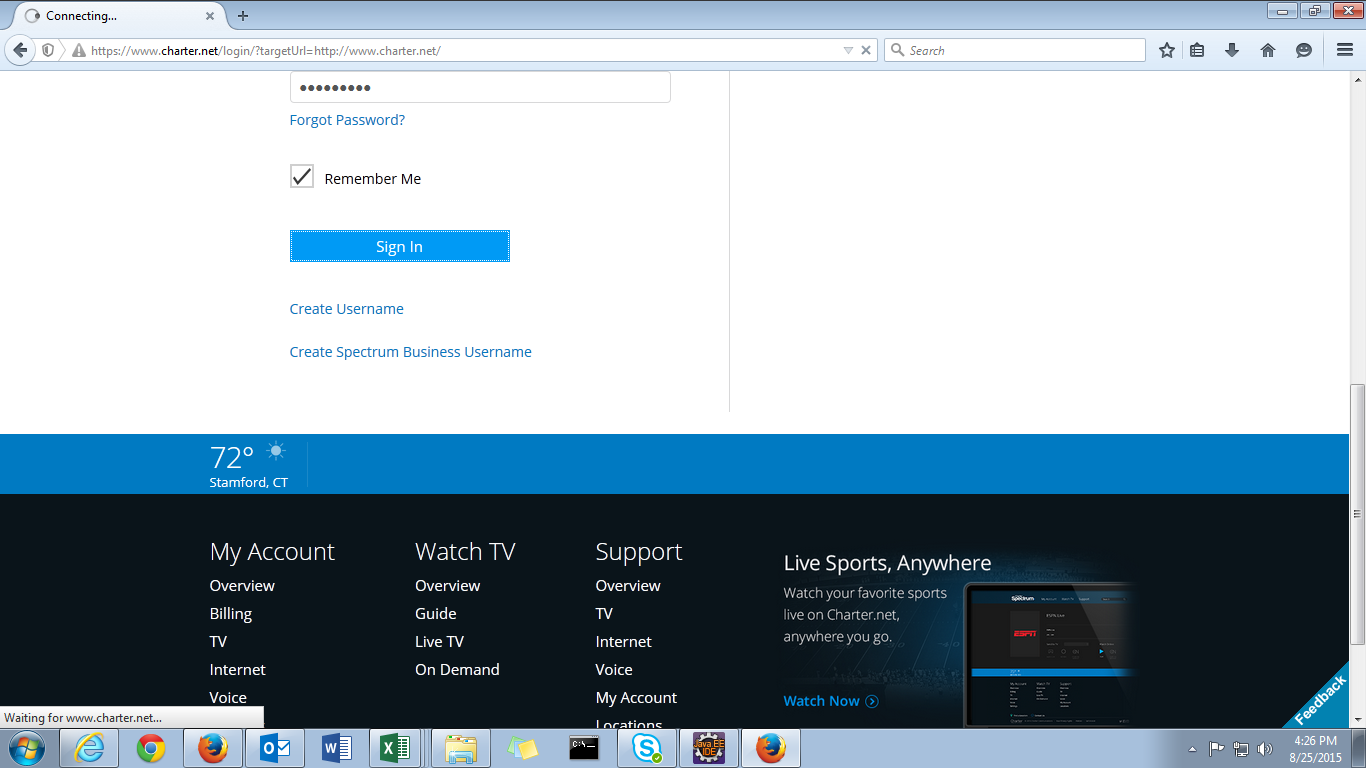 Connecting...
https://www.charter.net/login/?targetUrl=http://www.charter.net/
Search
●●●●●●●●●
Forgot Password?
Remember Me
Sign In
Create Username
Create Spectrum Business Username
72°
Stamford, CT
My Account
Overview
Billing
TV
Internet
Voice
Watch TV
Overview
Guide
Live TV
On Demand
Support
Overview
TV
Internet
Voice
My Account
Locations
Live Sports, Anywhere
Watch your favorite sports
live on Charter.net,
anywhere you go.
Watch Now
Spectrum
ESPN
Feedback
Waiting for www.charter.net...
C:\
Java EE
IDE
4:26 PM
8/25/2015